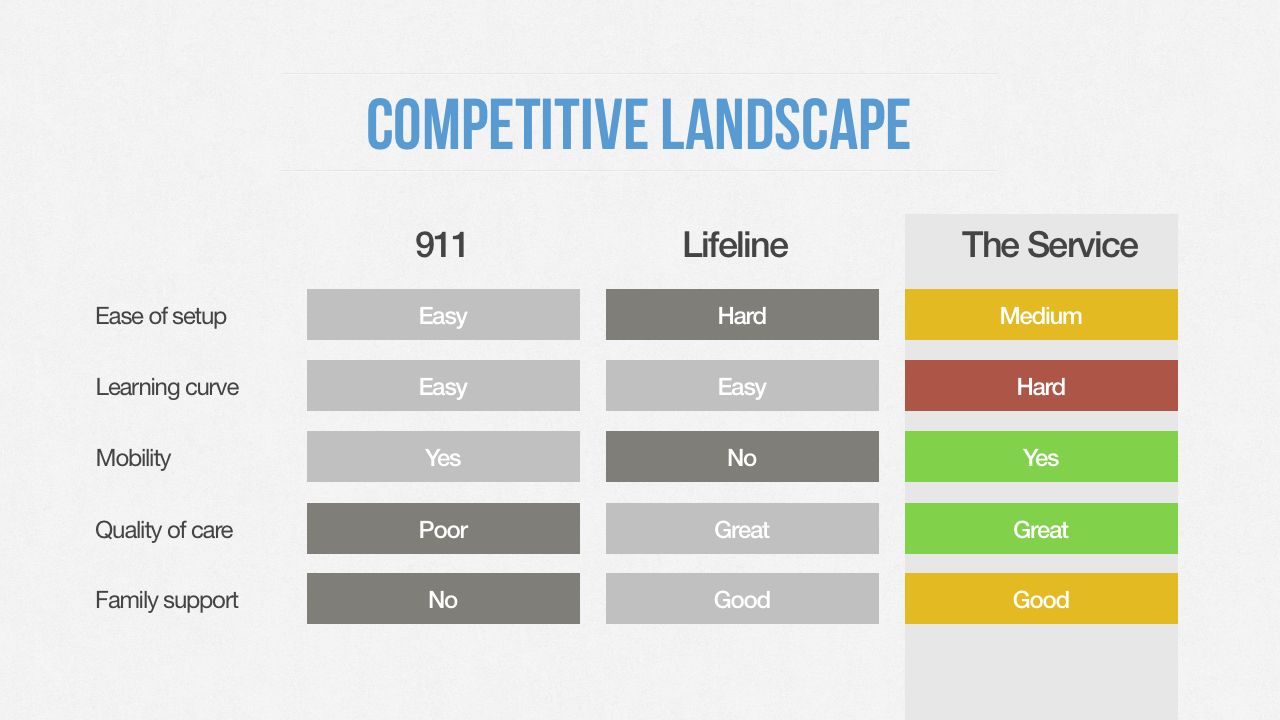 COMPETITIVE LANDSCAPE
911 Lifeline The Service
Ease of setup Easy Hard Medium
Learning curve Easy Easy Hard
Mobility Yes No Yes
Quality of care Poor Great Great
Family support No Good Good